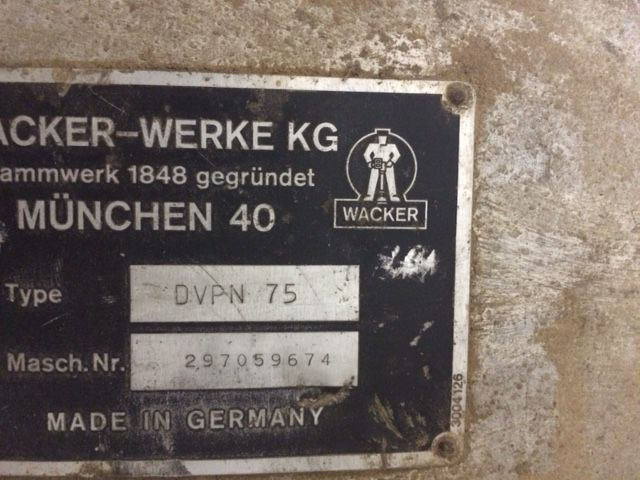 ACKER-WERKE KG
ammwerk 1848 gegründet
MÜNCHEN 40
WACKER
Type DVPN 75
Masch.Nr. 297059674
MADE IN GERMANY
3004126